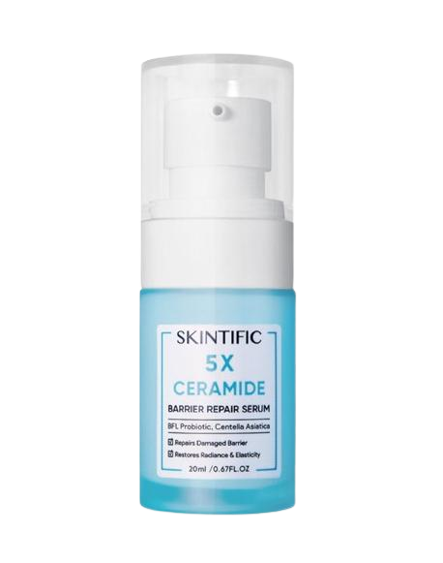 SKINTIFIC
5X
CERAMIDE
BARRIER REPAIR SERUM
BFL Probiotic, Centella Asiatica
Repairs Damaged Barrier
Restores Radiance & Elasticity
20ml /0.67FL.OZ